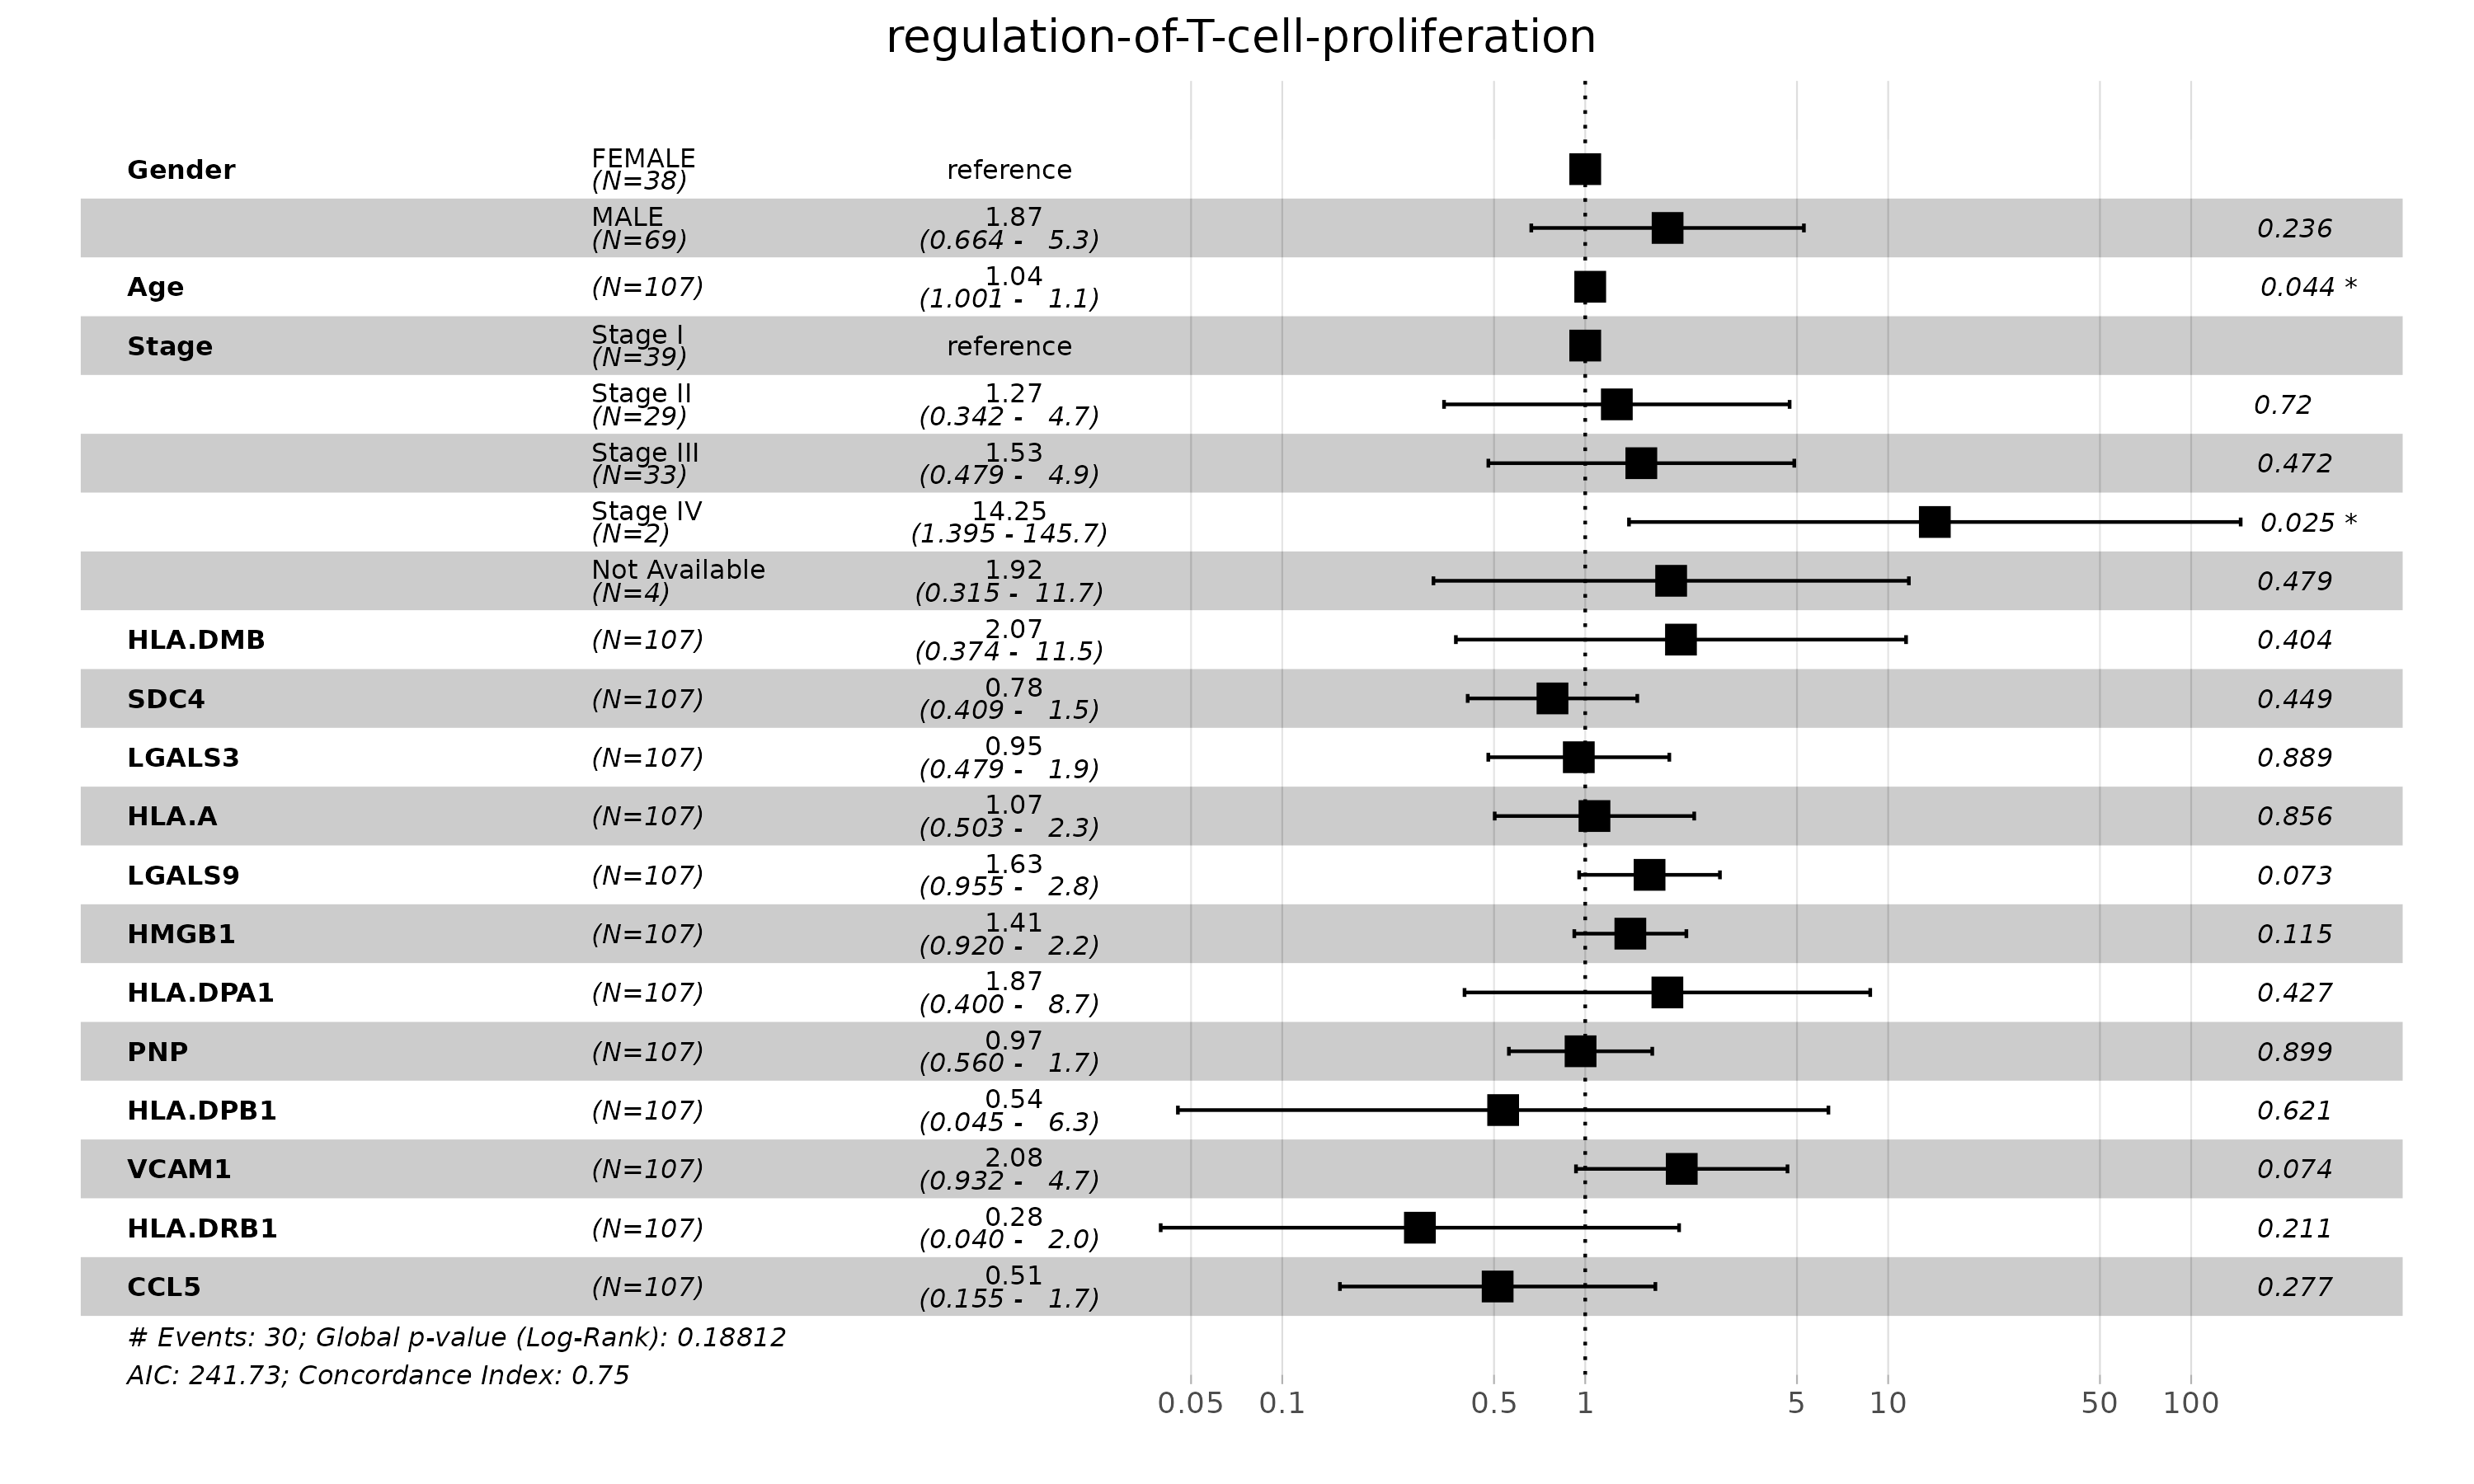 regulation-of-T-cell-proliferation
Gender FEMALE (N=38) reference
MALE (N=69) 1.87 (0.664 - 5.3) 0.236
Age (N=107) 1.04 (1.001 - 1.1) 0.044 *
Stage Stage I (N=39) reference
Stage II (N=29) 1.27 (0.342 - 4.7) 0.72
Stage III (N=33) 1.53 (0.479 - 4.9) 0.472
Stage IV (N=2) 14.25 (1.395 - 145.7) 0.025 *
Not Available (N=4) 1.92 (0.315 - 11.7) 0.479
HLA.DMB (N=107) 2.07 (0.374 - 11.5) 0.404
SDC4 (N=107) 0.78 (0.409 - 1.5) 0.449
LGALS3 (N=107) 0.95 (0.479 - 1.9) 0.889
HLA.A (N=107) 1.07 (0.503 - 2.3) 0.856
LGALS9 (N=107) 1.63 (0.955 - 2.8) 0.073
HMGB1 (N=107) 1.41 (0.920 - 2.2) 0.115
HLA.DPA1 (N=107) 1.87 (0.400 - 8.7) 0.427
PNP (N=107) 0.97 (0.560 - 1.7) 0.899
HLA.DPB1 (N=107) 0.54 (0.045 - 6.3) 0.621
VCAM1 (N=107) 2.08 (0.932 - 4.7) 0.074
HLA.DRB1 (N=107) 0.28 (0.040 - 2.0) 0.211
CCL5 (N=107) 0.51 (0.155 - 1.7) 0.277
# Events: 30; Global p-value (Log-Rank): 0.18812
AIC: 241.73; Concordance Index: 0.75
0.05 0.1 0.5 1 5 10 50 100